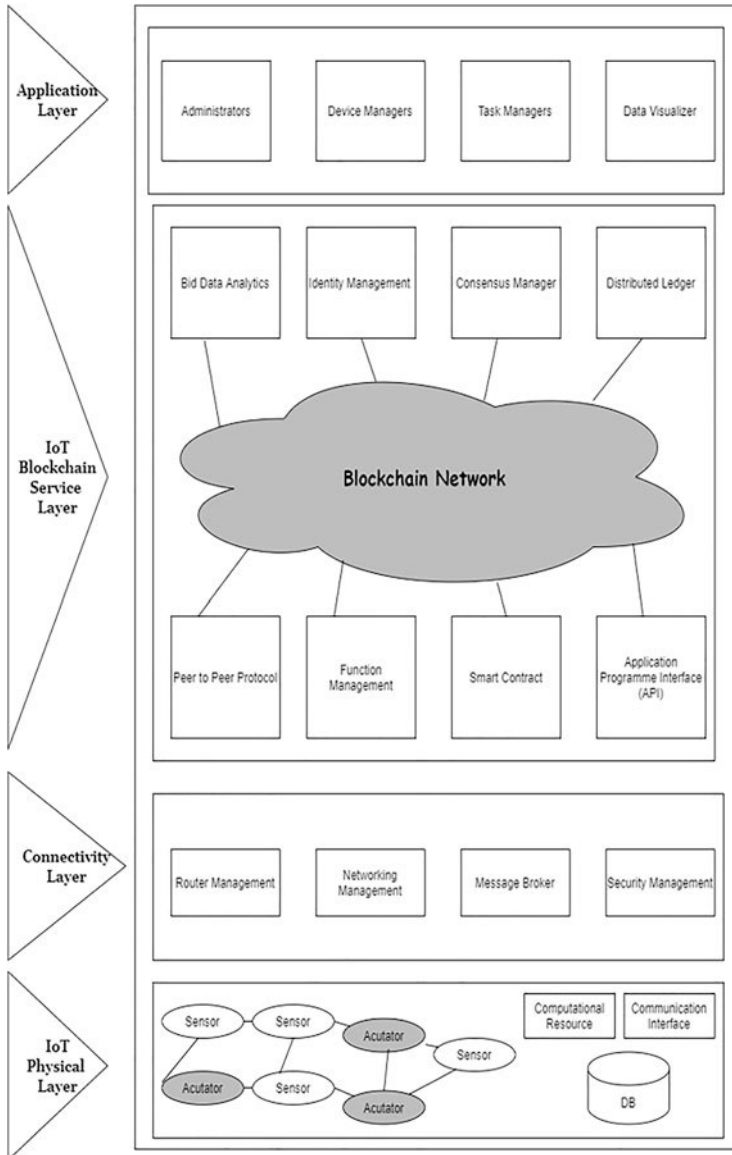 Application
Layer
Administrators
Device Managers
Task Managers
Data Visualizer
IoT
Blockchain
Service
Layer
Bid Data Analytics
Identity Management
Consensus Manager
Distributed Ledger
Blockchain Network
Peer to Peer Protocol
Function
Management
Smart Contract
Application
Programme Interface
(API)
Connectivity
Layer
Router Management
Networking
Management
Message Broker
Security Management
IoT
Physical
Layer
Sensor
Sensor
Acutator
Sensor
Acutator
Sensor
Acutator
Computational
Resource
Communication
Interface
DB